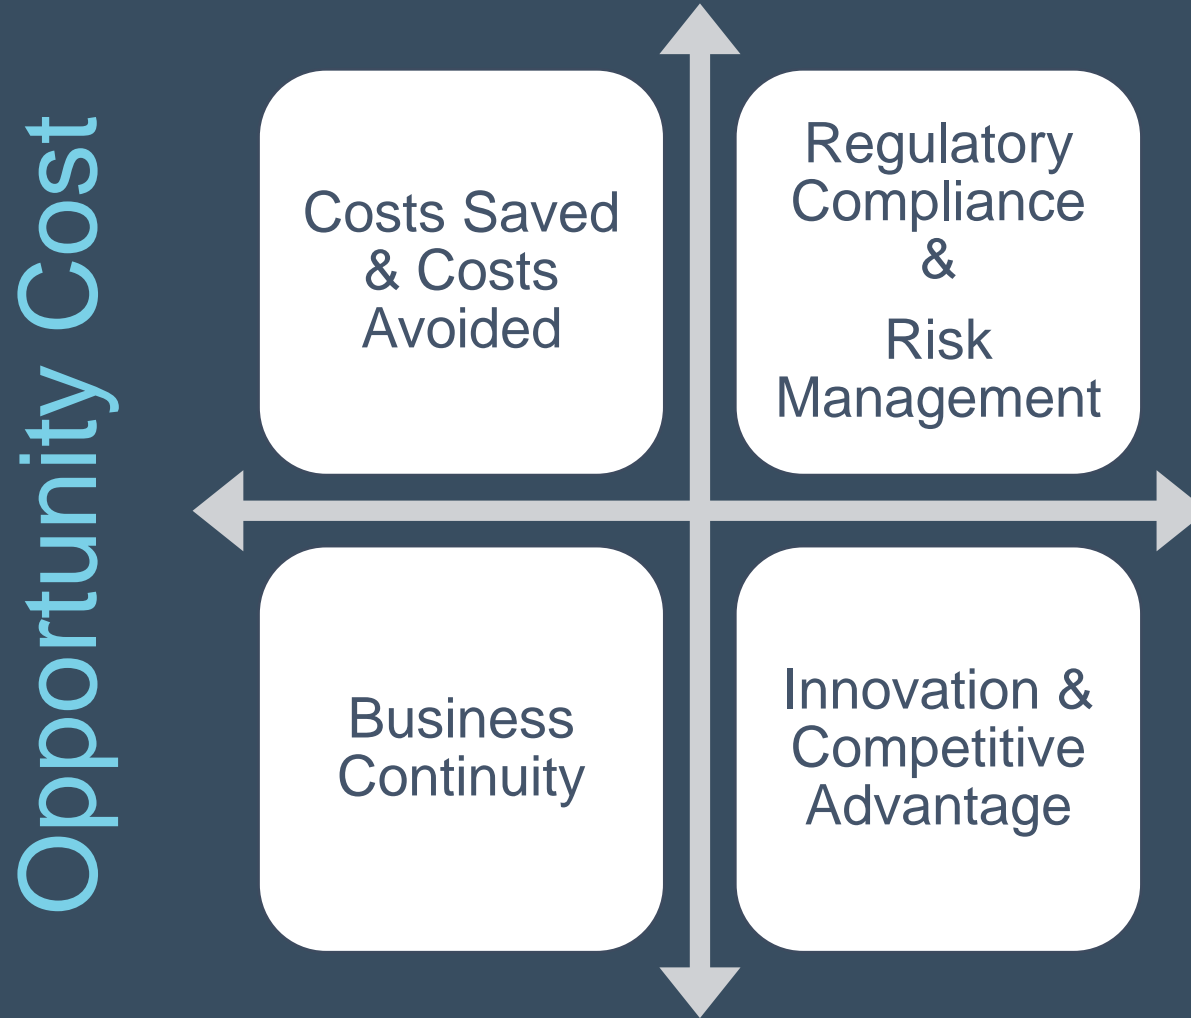 Opportunity Cost
Costs Saved
& Costs
Avoided
Regulatory
Compliance
&
Risk
Management
Business
Continuity
Innovation &
Competitive
Advantage